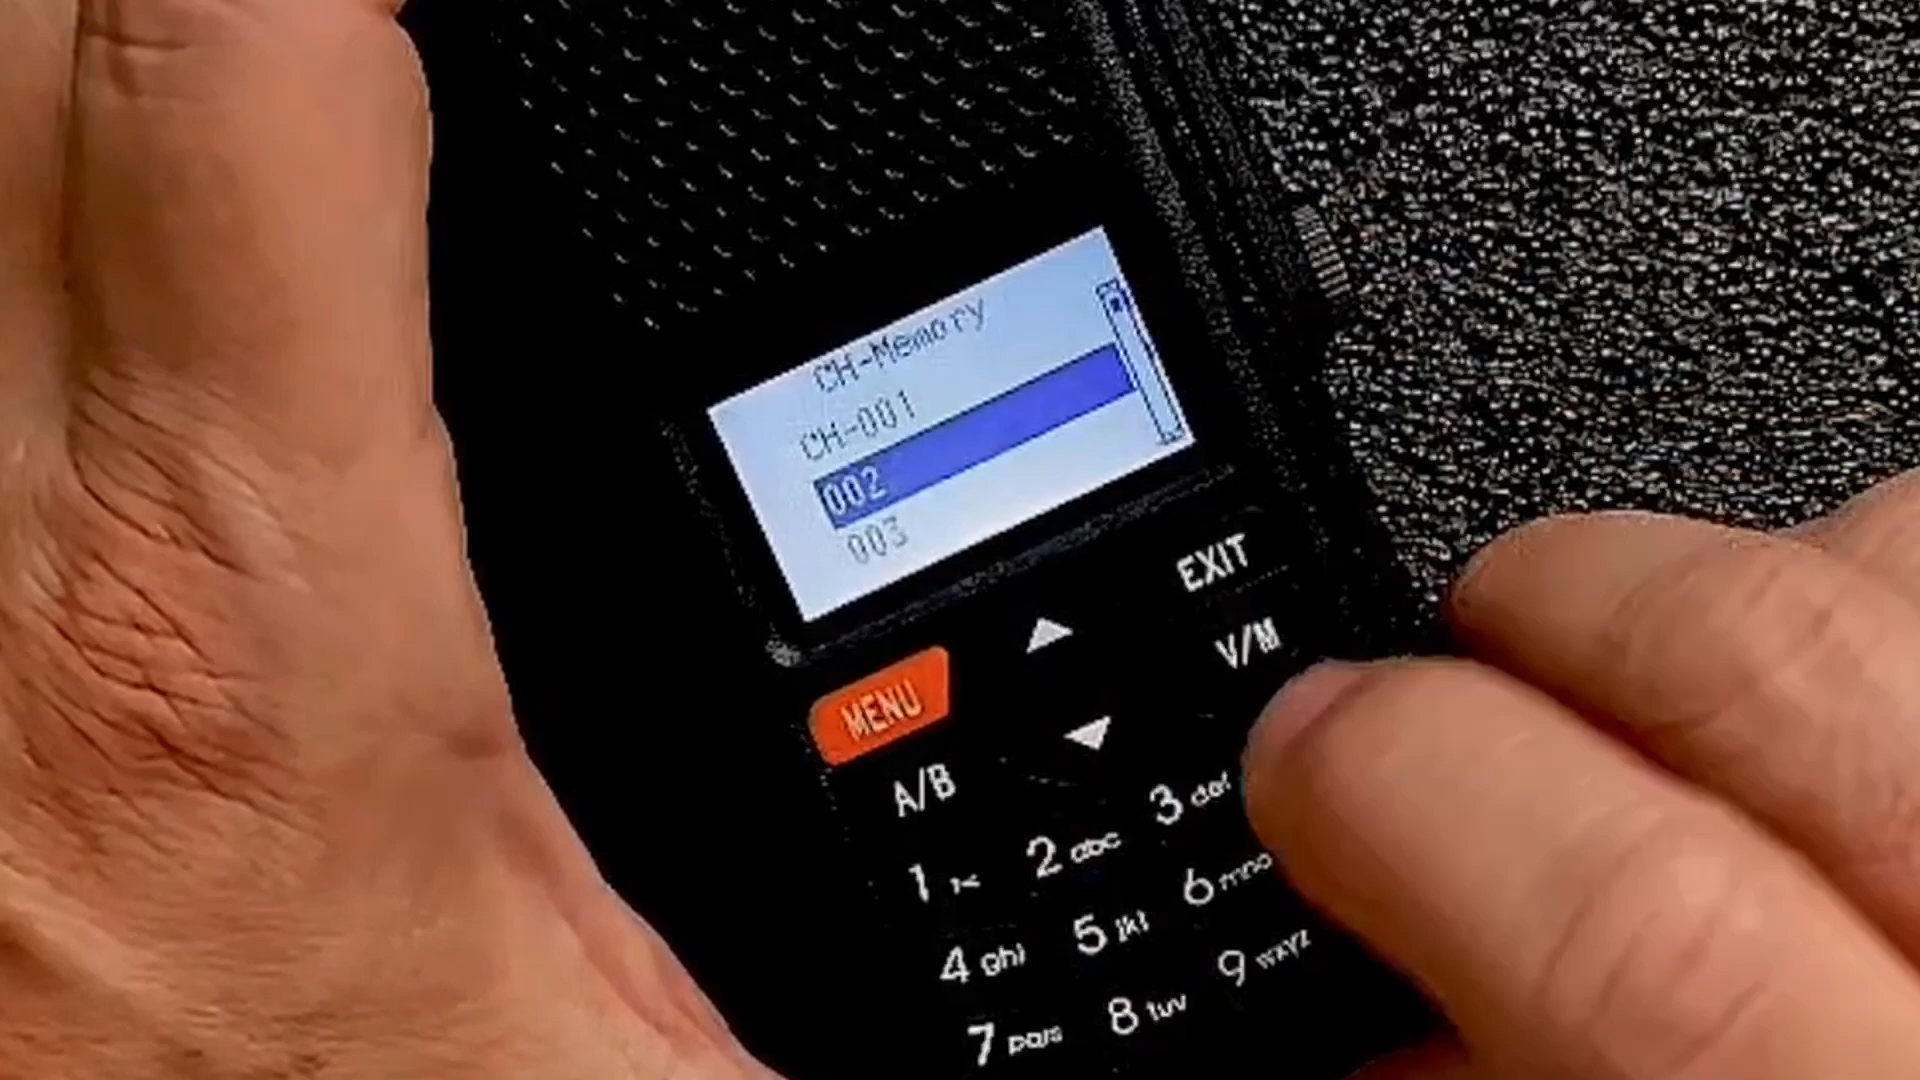 CH-Memory
CH-001
002
003
EXIT
MENU
V/M
A/B
1
2 abc
3 def
4 ghi
5 jkl
6 mno
7 pqrs
8 tuv
9 wxyz